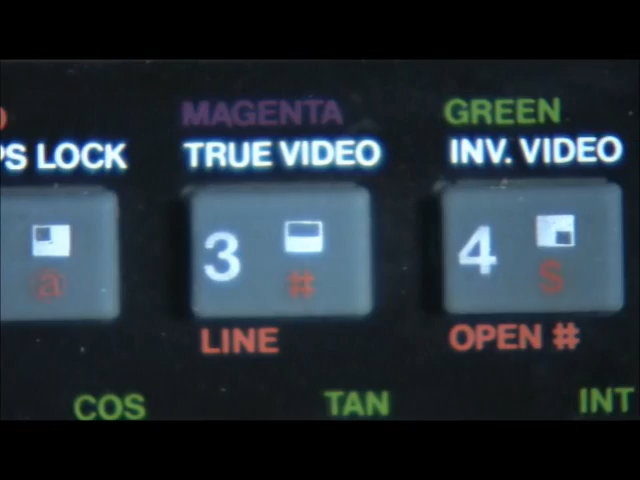 MAGENTA GREEN
PS LOCK TRUE VIDEO INV. VIDEO
@ 3 # 4 $
LINE OPEN #
COS TAN INT